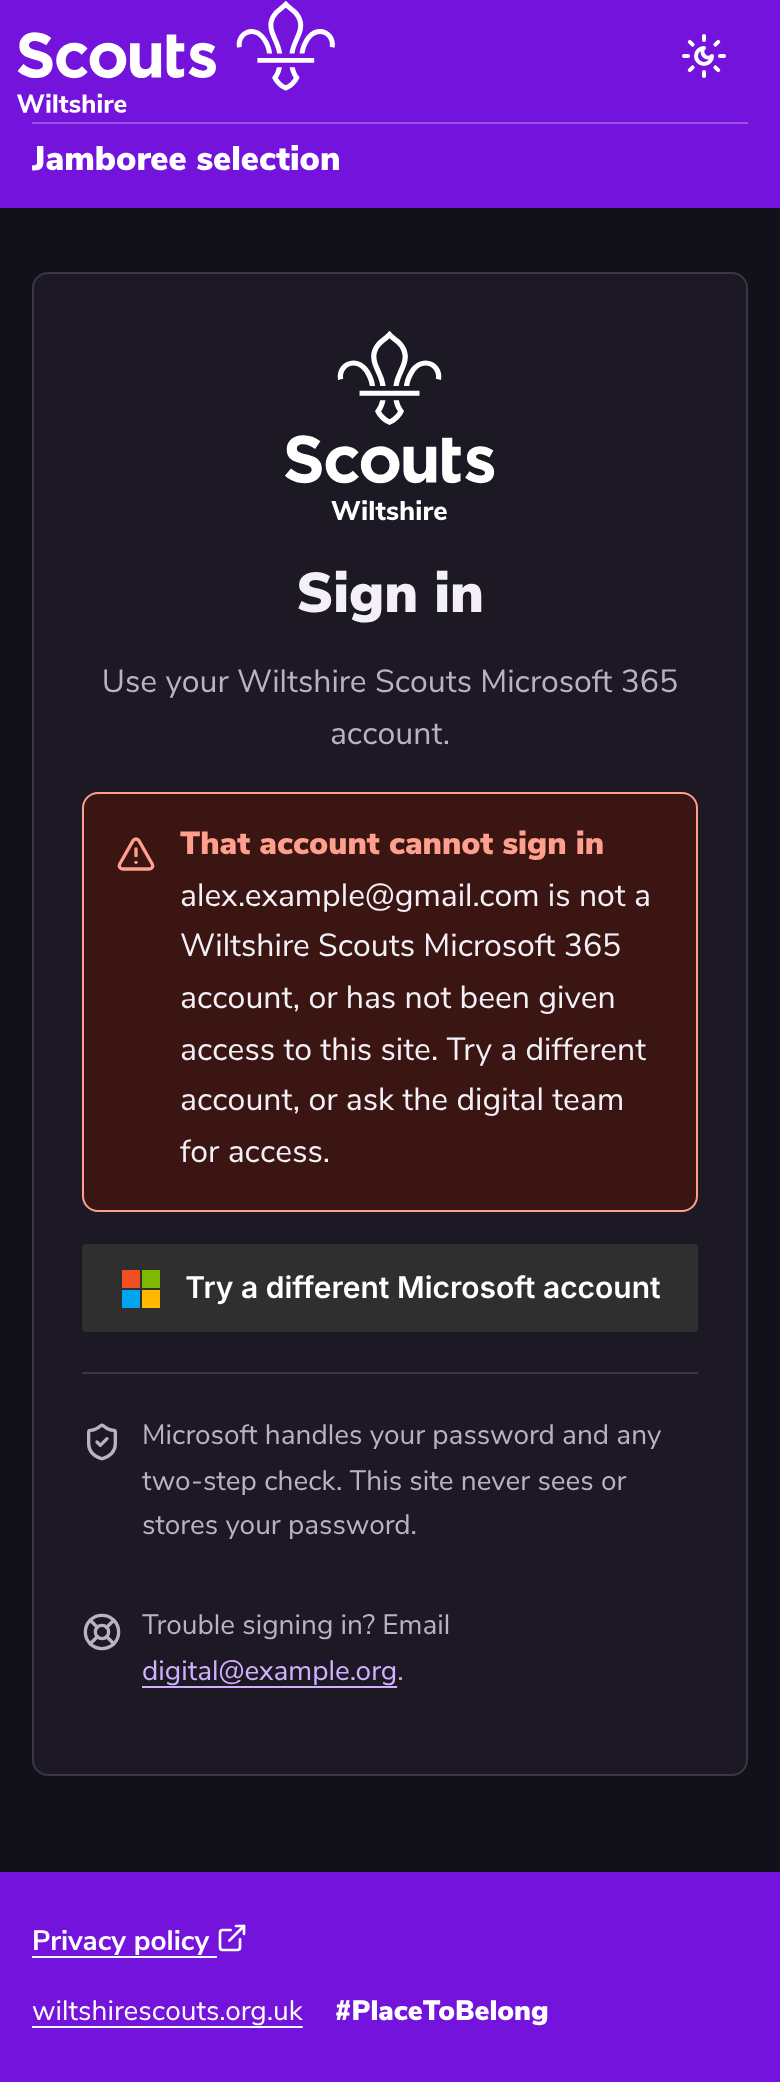 Scouts
Wiltshire
Jamboree selection
Scouts
Wiltshire
Sign in
Use your Wiltshire Scouts Microsoft 365
account.
That account cannot sign in
alex.example@gmail.com is not a
Wiltshire Scouts Microsoft 365
account, or has not been given
access to this site. Try a different
account, or ask the digital team
for access.
Try a different Microsoft account
Microsoft handles your password and any
two-step check. This site never sees or
stores your password.
Trouble signing in? Email
digital@example.org.
Privacy policy
wiltshirescouts.org.uk #PlaceToBelong